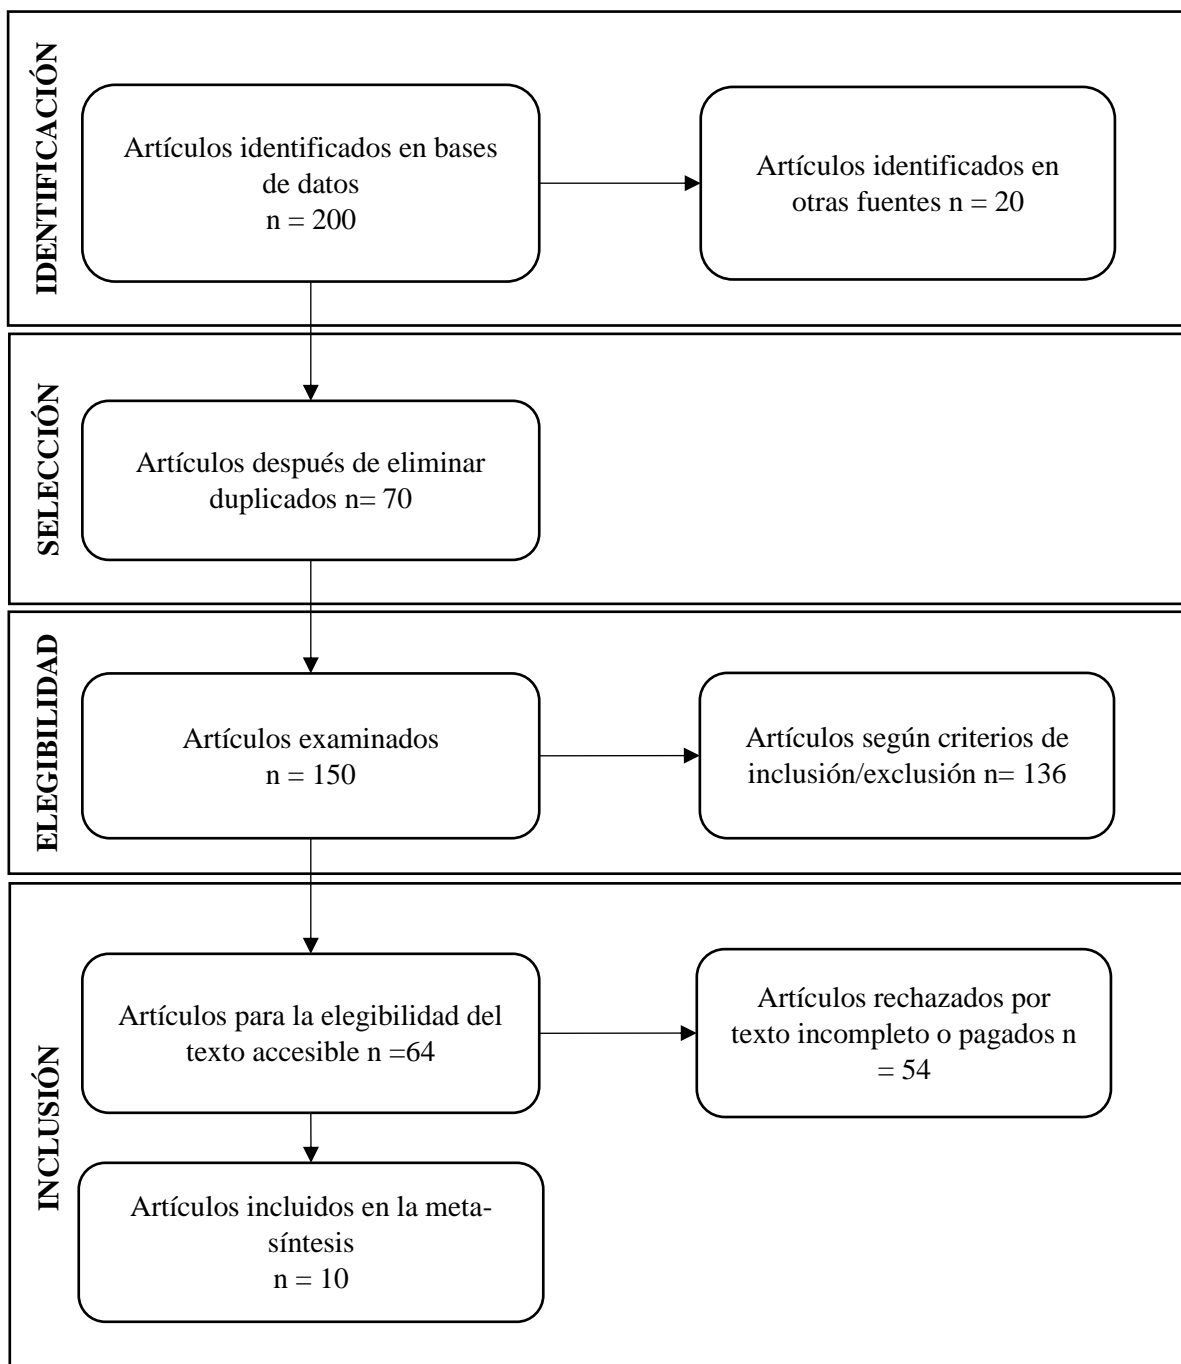 IDENTIFICACIÓN
Artículos identificados en bases
de datos
n = 200
Artículos identificados en
otras fuentes n = 20
SELECCIÓN
Artículos después de eliminar
duplicados n= 70
ELEGIBILIDAD
Artículos examinados
n = 150
Artículos según criterios de
inclusión/exclusión n= 136
INCLUSIÓN
Artículos para la elegibilidad del
texto accesible n =64
Artículos rechazados por
texto incompleto o pagados n
= 54
Artículos incluidos en la meta-
síntesis
n = 10